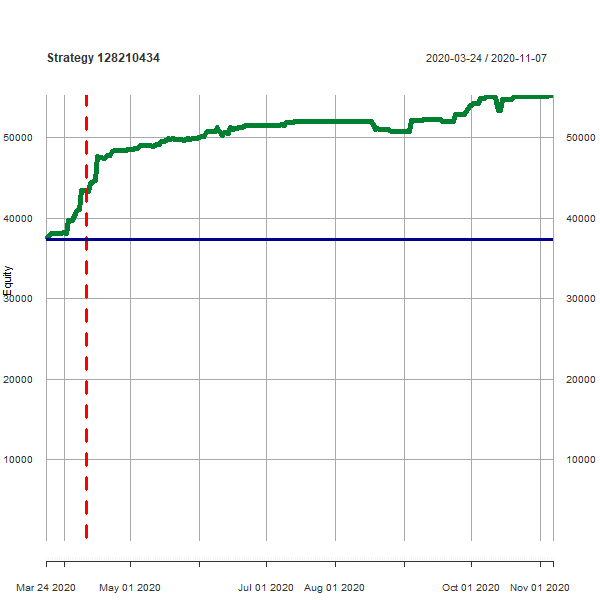 Strategy 128210434
2020-03-24 / 2020-11-07
50000
50000
40000
40000
Equity
30000
30000
20000
20000
10000
10000
Mar 24 2020
May 01 2020
Jul 01 2020
Aug 01 2020
Oct 01 2020
Nov 01 2020